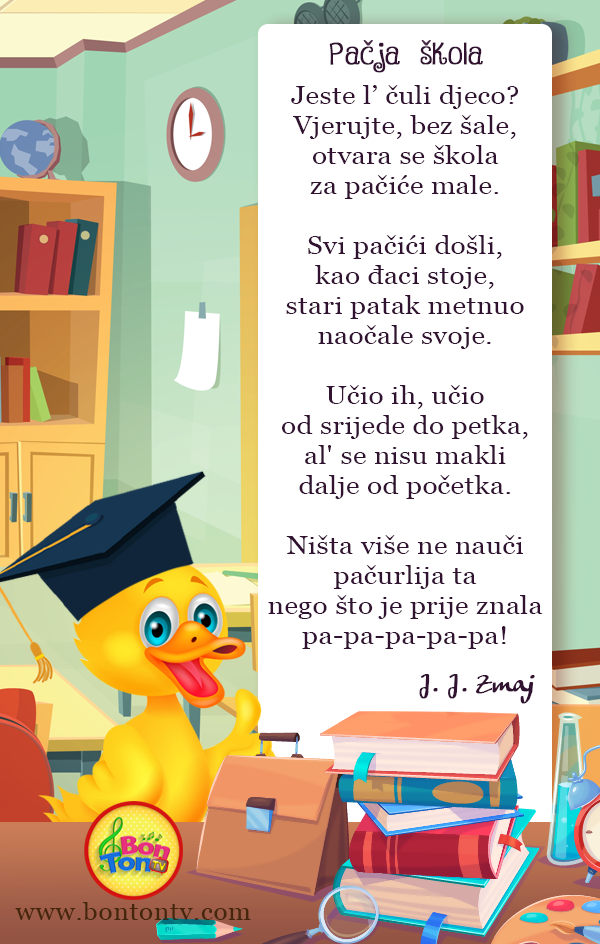 Pačja škola
Jeste l’ čuli djeco?
Vjerujte, bez šale,
otvara se škola
za pačiće male.
Svi pačići došli,
kao đaci stoje,
stari patak metnuo
naočale svoje.
Učio ih, učio
od srijede do petka,
al' se nisu makli
dalje od početka.
Ništa više ne nauči
pačurlija ta
nego što je prije znala
pa-pa-pa-pa-pa!
J. J. Zmaj
Bon
Ton
TV
www.bontontv.com